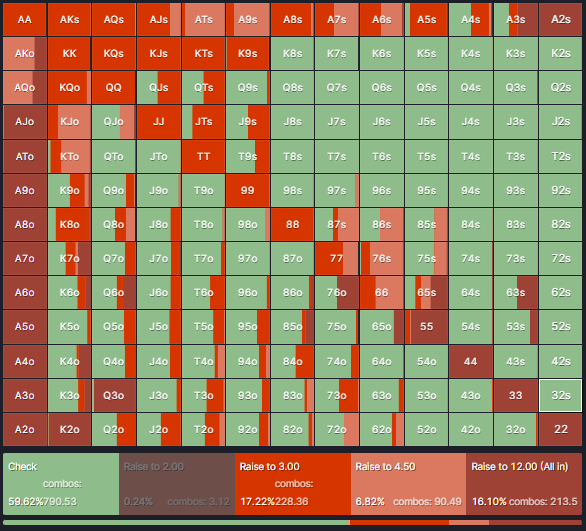 AA AKs AQs AJs ATs A9s A8s A7s A6s A5s A4s A3s A2s
AKo KK KQs KJs KTs K9s K8s K7s K6s K5s K4s K3s K2s
AQo KQo QQ QJs QTs Q9s Q8s Q7s Q6s Q5s Q4s Q3s Q2s
AJo KJo QJo JJ JTs J9s J8s J7s J6s J5s J4s J3s J2s
ATo KTo QTo JTo TT T9s T8s T7s T6s T5s T4s T3s T2s
A9o K9o Q9o J9o T9o 99 98s 97s 96s 95s 94s 93s 92s
A8o K8o Q8o J8o T8o 98o 88 87s 86s 85s 84s 83s 82s
A7o K7o Q7o J7o T7o 97o 87o 77 76s 75s 74s 73s 72s
A6o K6o Q6o J6o T6o 96o 86o 76o 66 65s 64s 63s 62s
A5o K5o Q5o J5o T5o 95o 85o 75o 65o 55 54s 53s 52s
A4o K4o Q4o J4o T4o 94o 84o 74o 64o 54o 44 43s 42s
A3o K3o Q3o J3o T3o 93o 83o 73o 63o 53o 43o 33 32s
A2o K2o Q2o J2o T2o 92o 82o 72o 62o 52o 42o 32o 22
Check Raise to 2.00 Raise to 3.00 Raise to 4.50 Raise to 12.00 (All in)
combos: combos:
59.62%790.53 0.24% combos: 3.12 17.22%228.36 6.82% combos: 90.49 16.10% combos: 213.5